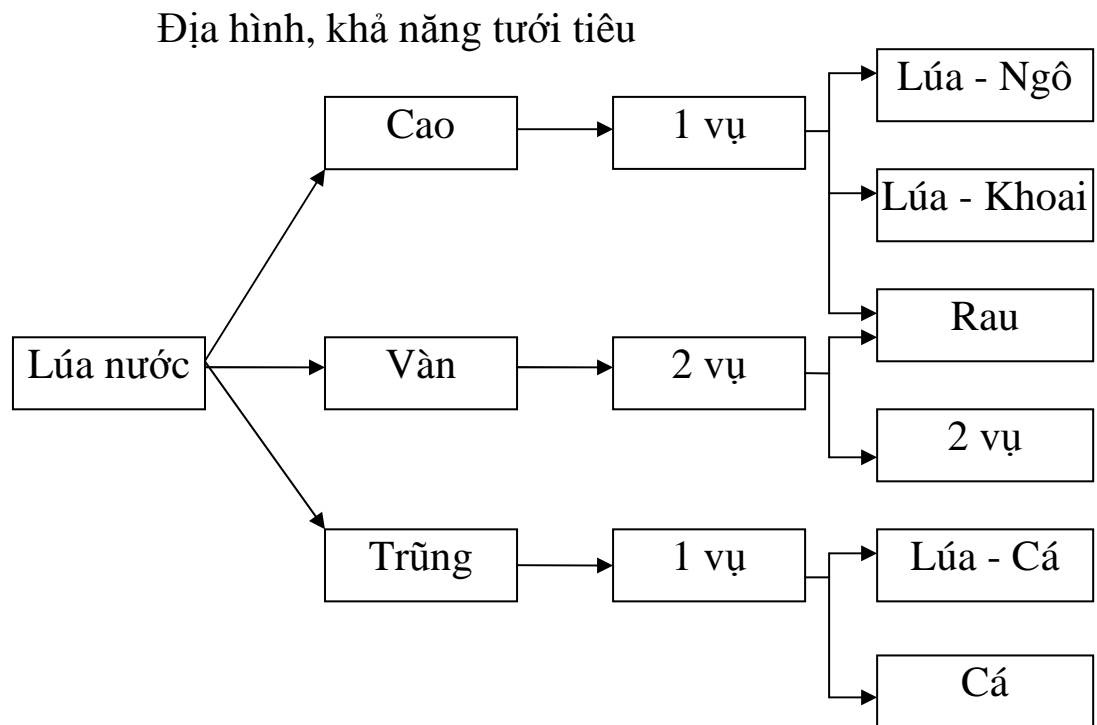 Địa hình, khả năng tưới tiêu
Cao
1 vụ
Lúa - Ngô
Lúa - Khoai
Rau
Lúa nước
Vàn
2 vụ
2 vụ
Trũng
1 vụ
Lúa - Cá
Cá